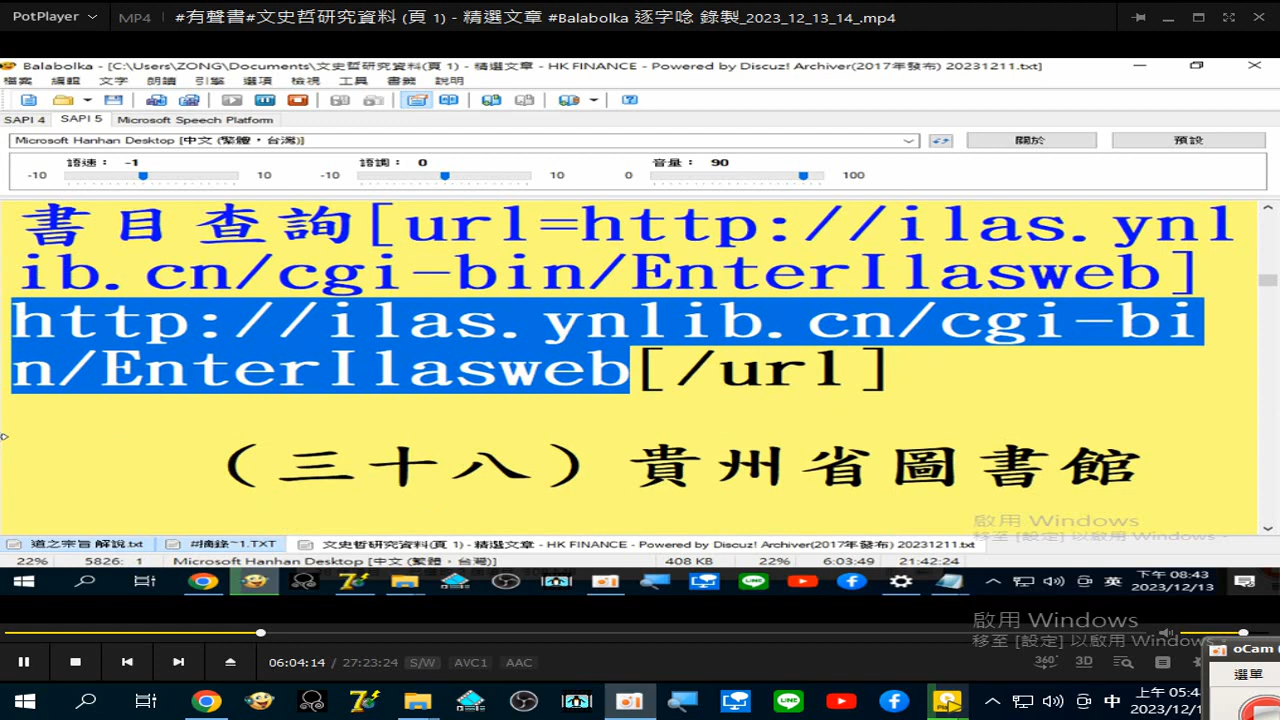 PotPlayer
MP4
#有聲書#文史哲研究資料 (頁 1) - 精選文章 #Balabolka 逐字唸 錄製_2023_12_13_14_.mp4
Balabolka - [C:\Users\ZONG\Documents\文史哲研究資料(頁 1) - 精選文章 - HK FINANCE - Powered by Discuz! Archiver(2017年發布) 20231211.txt]
檔案 編輯 文字 朗讀 引擎 選項 檢視 工具 書籤 說明
SAPI 4 SAPI 5 Microsoft Speech Platform
Microsoft Hanhan Desktop [中文 (繁體，台灣)]
關於 預設
語速： -1 語調： 0 音量： 90
-10 10 -10 10 0 100
書目查詢[url=http://ilas.ynl
ib.cn/cgi-bin/EnterIlasweb]
http://ilas.ynlib.cn/cgi-bi
n/EnterIlasweb[/url]
（三十八）貴州省圖書館
啟用 Windows
移至 [設定] 以啟用 Windows。
道之宗旨 解說.txt
#摘錄~1.TXT
文史哲研究資料(頁 1) - 精選文章 - HK FINANCE - Powered by Discuz! Archiver(2017年發布) 20231211.txt
22% 5826: 1 Microsoft Hanhan Desktop [中文 (繁體，台灣)] 408 KB 22% 6:03:49 21:42:24
英 下午 08:43
2023/12/13
啟用 Windows
移至 [設定] 以啟用 Windows。
06:04:14 / 27:23:24 S/W AVC1 AAC
360° 3D
oCam (
選單
中 上午 05:4
2023/12/1